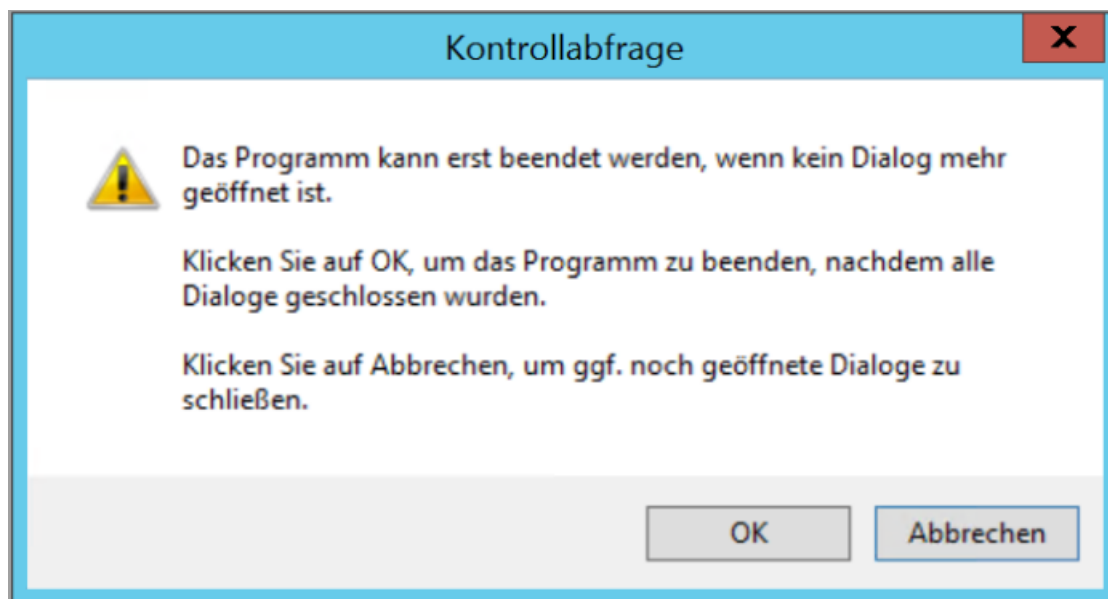 Kontrollabfrage
Das Programm kann erst beendet werden, wenn kein Dialog mehr
geöffnet ist.
Klicken Sie auf OK, um das Programm zu beenden, nachdem alle
Dialoge geschlossen wurden.
Klicken Sie auf Abbrechen, um ggf. noch geöffnete Dialoge zu
schließen.
OK
Abbrechen